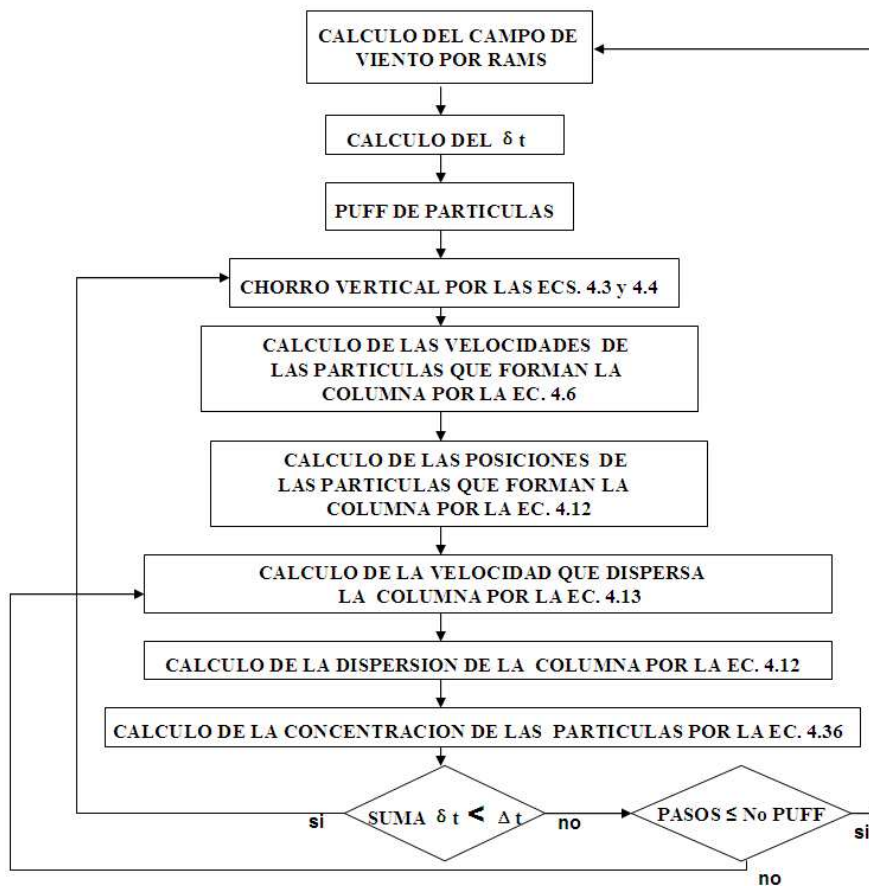 CALCULO DEL CAMPO DE
VIENTO POR RAMS
CALCULO DEL δ t
PUFF DE PARTICULAS
CHORRO VERTICAL POR LAS ECS. 4.3 y 4.4
CALCULO DE LAS VELOCIDADES DE
LAS PARTICULAS QUE FORMAN LA
COLUMNA POR LA EC. 4.6
CALCULO DE LAS POSICIONES DE
LAS PARTICULAS QUE FORMAN LA
COLUMNA POR LA EC. 4.12
CALCULO DE LA VELOCIDAD QUE DISPERSA
LA COLUMNA POR LA EC. 4.13
CALCULO DE LA DISPERSION DE LA COLUMNA POR LA EC. 4.12
CALCULO DE LA CONCENTRACION DE LAS PARTICULAS POR LA EC. 4.36
si
SUMA δ t < Δ t
no
PASOS ≤ No PUFF
si
no